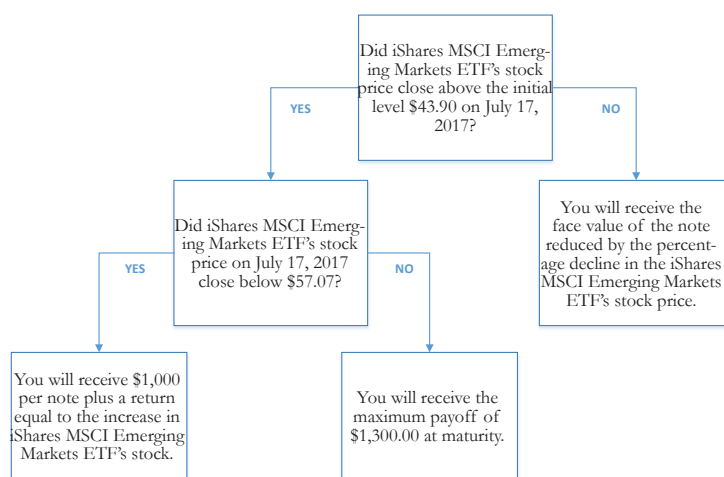 Did iShares MSCI Emerg-
ing Markets ETF's stock
price close above the initial
level $43.90 on July 17,
2017?
YES
NO
Did iShares MSCI Emerg-
ing Markets ETF's stock
price on July 17, 2017
close below $57.07?
You will receive the
face value of the note
reduced by the percent-
age decline in the iShares
MSCI Emerging Markets
ETF's stock price.
YES
NO
You will receive $1,000
per note plus a return
equal to the increase in
iShares MSCI Emerging
Markets ETF's stock.
You will receive the
maximum payoff of
$1,300.00 at maturity.